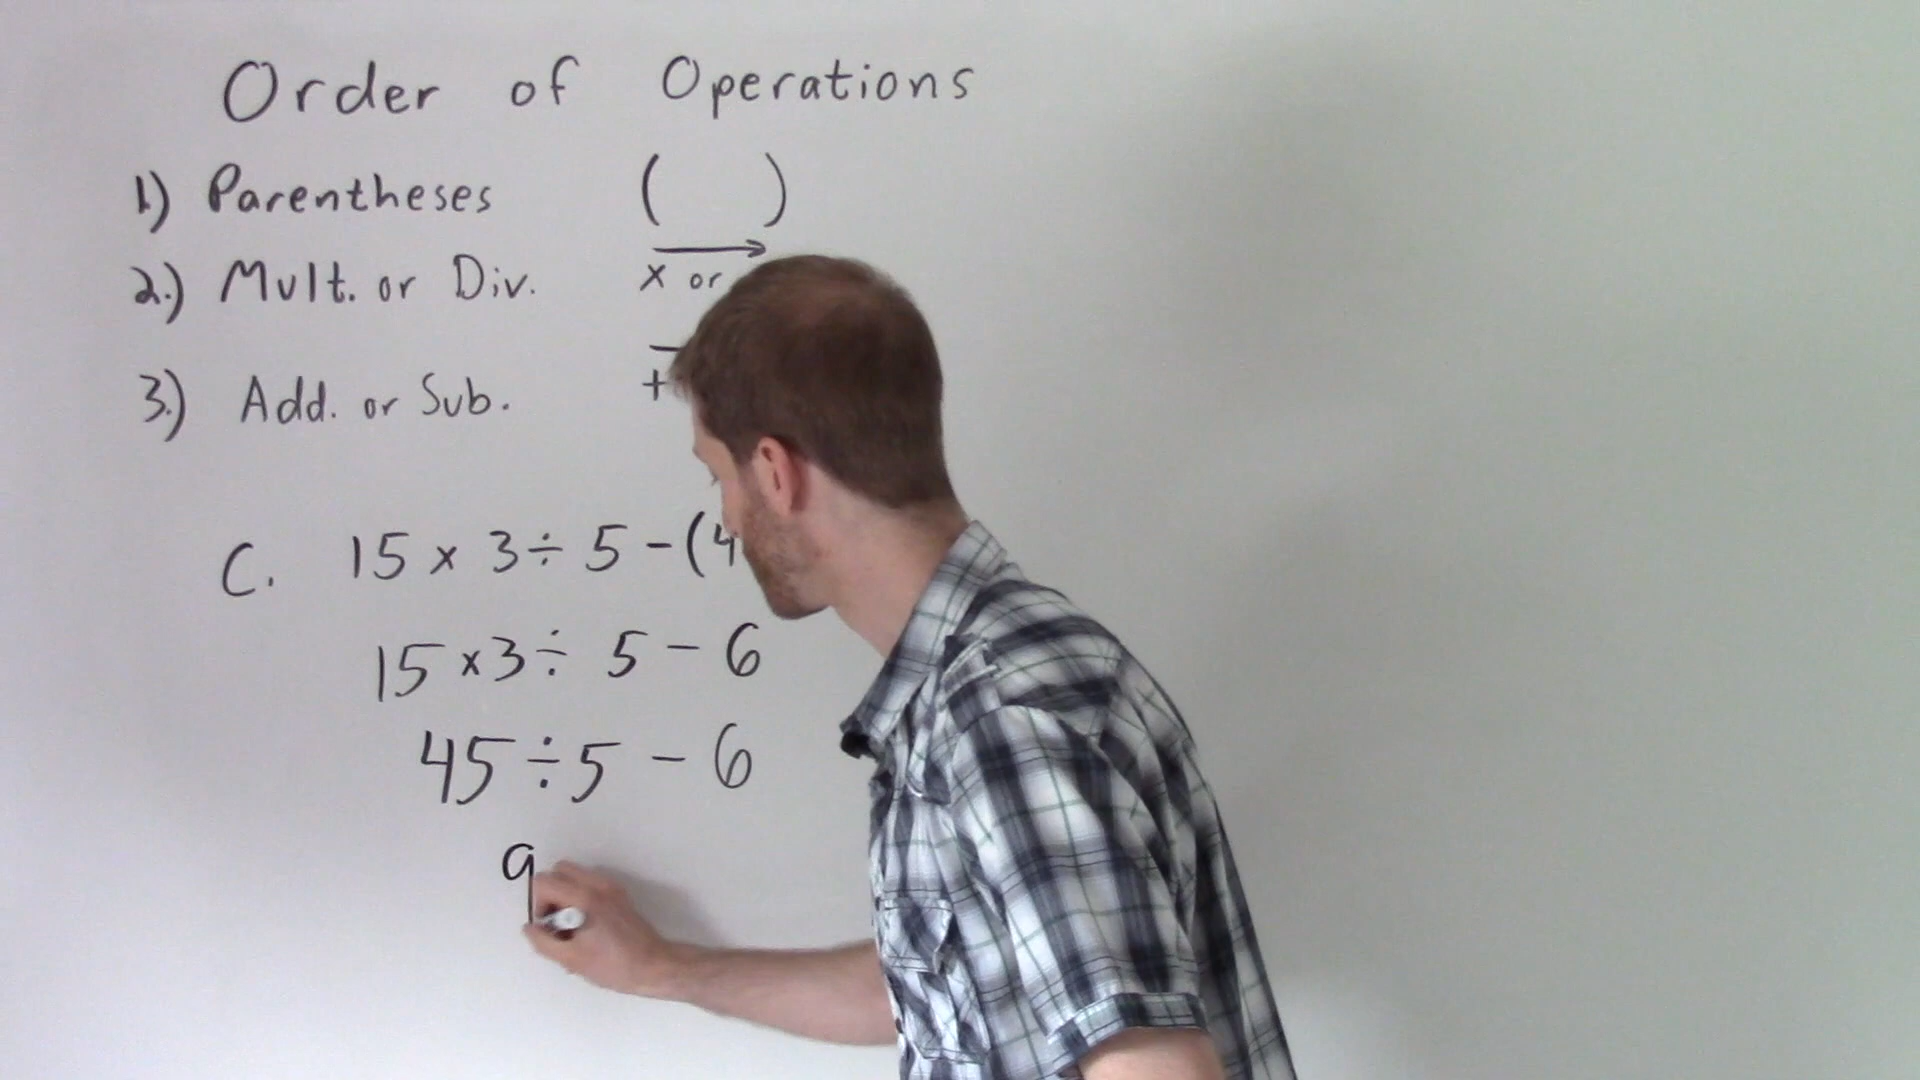 Order of Operations
1.) Parentheses ( )
2.) Mult. or Div. x or
3.) Add. or Sub. +
C. 15 x 3 ÷ 5 - (4
15 x 3 ÷ 5 - 6
45 ÷ 5 - 6
9